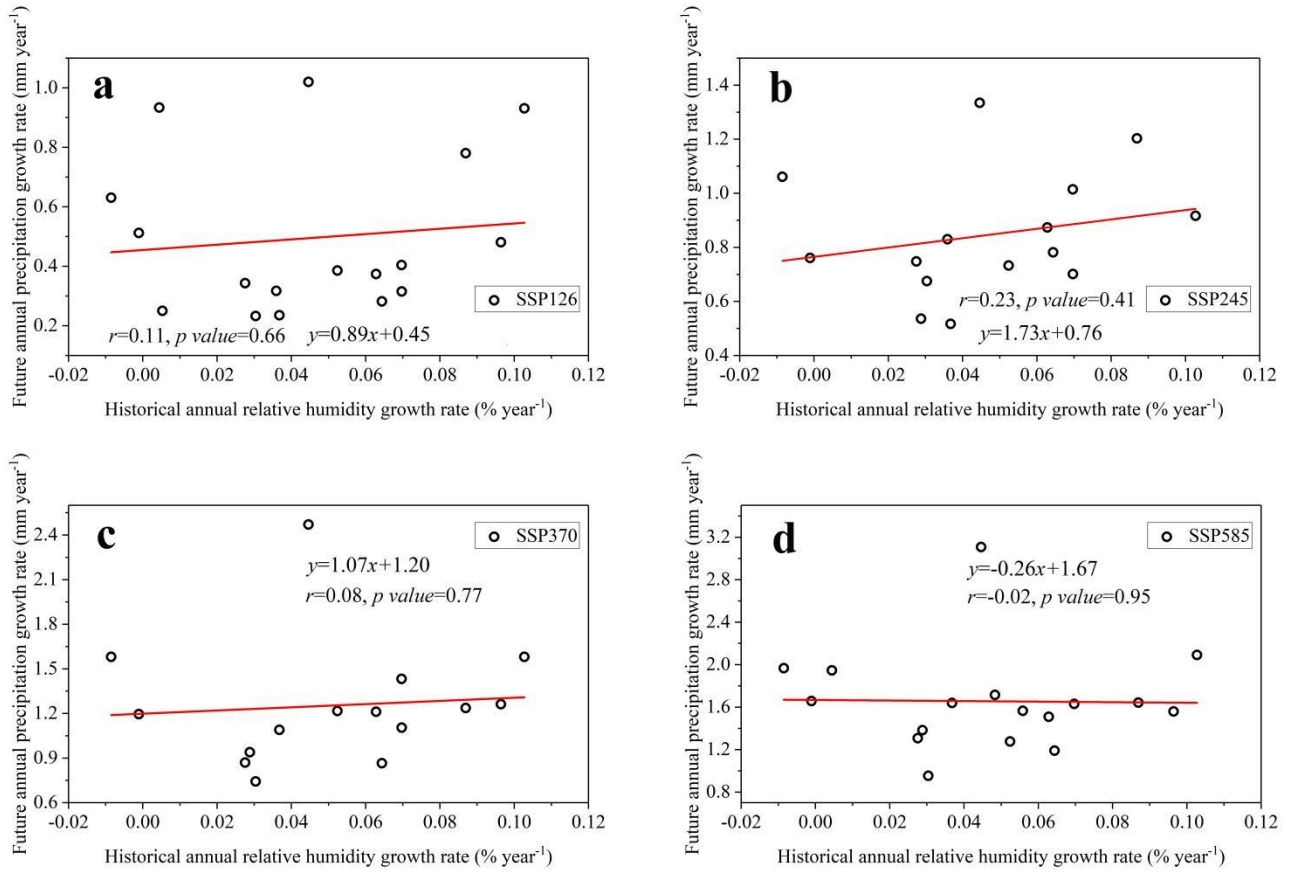 Future annual precipitation growth rate (mm year-1)
a
1.0
0.8
0.6
0.4
0.2
SSP126
r=0.11, p value=0.66 y=0.89x+0.45
-0.02 0.00 0.02 0.04 0.06 0.08 0.10 0.12
Historical annual relative humidity growth rate (% year-1)
Future annual precipitation growth rate (mm year-1)
b
1.4
1.2
1.0
0.8
0.6
0.4
r=0.23, p value=0.41
SSP245
y=1.73x+0.76
-0.02 0.00 0.02 0.04 0.06 0.08 0.10 0.12
Historical annual relative humidity growth rate (% year-1)
Future annual precipitation growth rate (mm year-1)
c
SSP370
2.4
2.1
1.8
1.5
1.2
0.9
0.6
y=1.07x+1.20
r=0.08, p value=0.77
-0.02 0.00 0.02 0.04 0.06 0.08 0.10 0.12
Historical annual relative humidity growth rate (% year-1)
Future annual precipitation growth rate (mm year-1)
d
SSP585
3.2
2.8
2.4
2.0
1.6
1.2
0.8
y=-0.26x+1.67
r=-0.02, p value=0.95
-0.02 0.00 0.02 0.04 0.06 0.08 0.10 0.12
Historical annual relative humidity growth rate (% year-1)